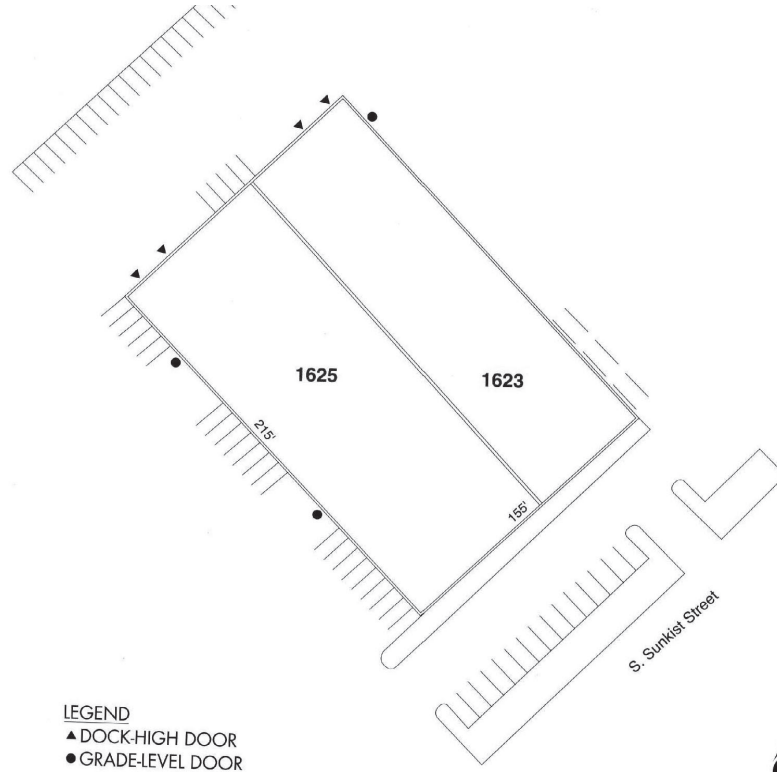 1625
1623
215'
155'
S. Sunkist Street
LEGEND
▲ DOCK-HIGH DOOR
● GRADE-LEVEL DOOR